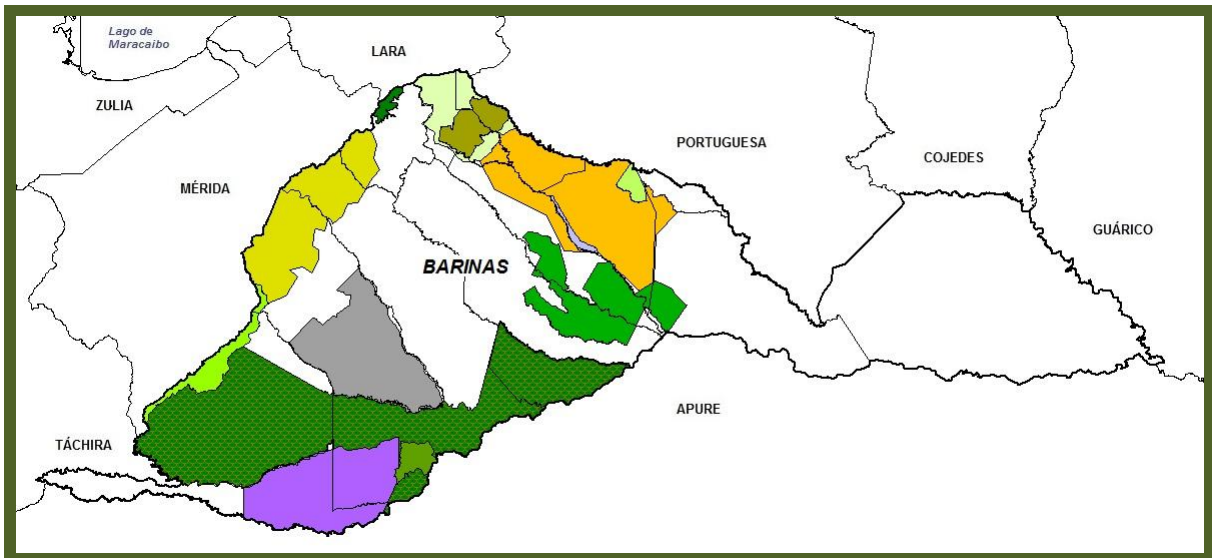 Lago de
Maracaibo
LARA
ZULIA
PORTUGUESA
COJEDES
MÉRIDA
GUÁRICO
BARINAS
APURE
TÁCHIRA